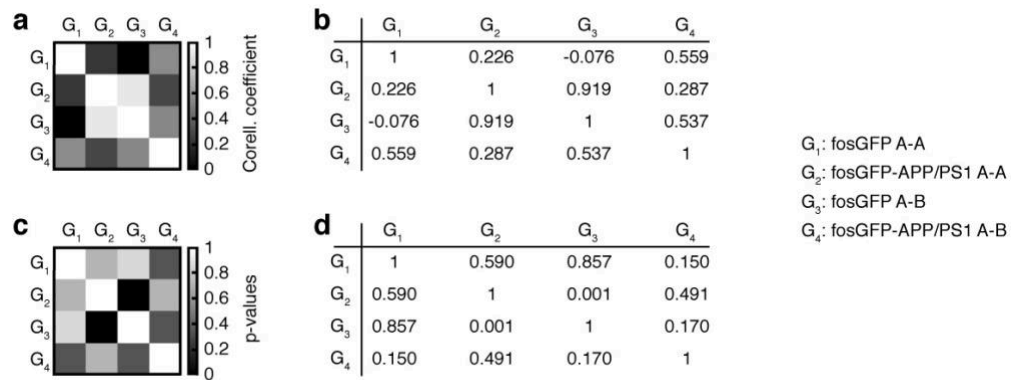 a
G₁ G₂ G₃ G₄
G₁
G₂
G₃
G₄
1
0.8
0.6
0.4
0.2
0
Corell. coefficient
b
G₁ G₂ G₃ G₄
G₁ 1 0.226 -0.076 0.559
G₂ 0.226 1 0.919 0.287
G₃ -0.076 0.919 1 0.537
G₄ 0.559 0.287 0.537 1
c
G₁ G₂ G₃ G₄
G₁
G₂
G₃
G₄
1
0.8
0.6
0.4
0.2
0
p-values
d
G₁ G₂ G₃ G₄
G₁ 1 0.590 0.857 0.150
G₂ 0.590 1 0.001 0.491
G₃ 0.857 0.001 1 0.170
G₄ 0.150 0.491 0.170 1
G₁: fosGFP A-A
G₂: fosGFP-APP/PS1 A-A
G₃: fosGFP A-B
G₄: fosGFP-APP/PS1 A-B